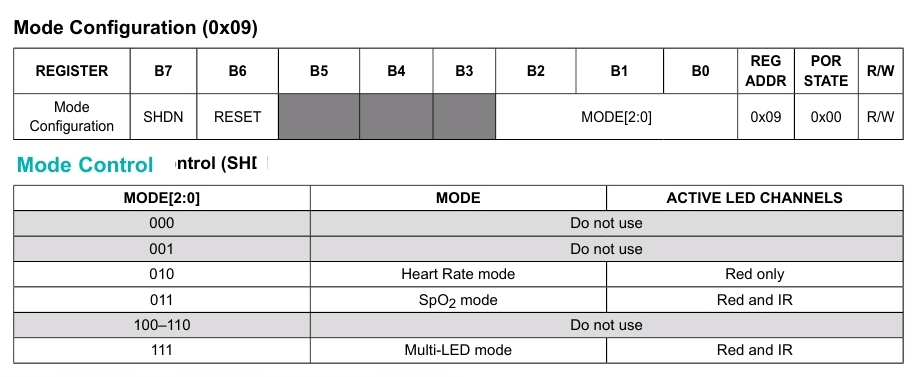 Mode Configuration (0x09)
REGISTER B7 B6 B5 B4 B3 B2 B1 B0 REG ADDR POR STATE R/W
Mode Configuration SHDN RESET MODE[2:0] 0x09 0x00 R/W
Mode Control ntrol (SHD
MODE[2:0] MODE ACTIVE LED CHANNELS
000 Do not use
001 Do not use
010 Heart Rate mode Red only
011 SpO2 mode Red and IR
100–110 Do not use
111 Multi-LED mode Red and IR